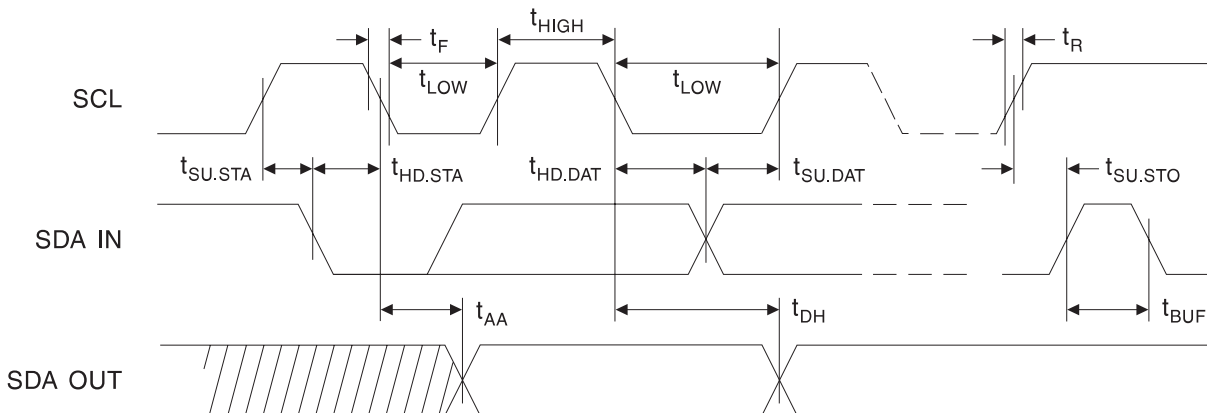 tHIGH
tF
tR
tLOW
tLOW
SCL
tSU.STA
tHD.STA
tHD.DAT
tSU.DAT
tSU.STO
SDA IN
tAA
tDH
tBUF
SDA OUT